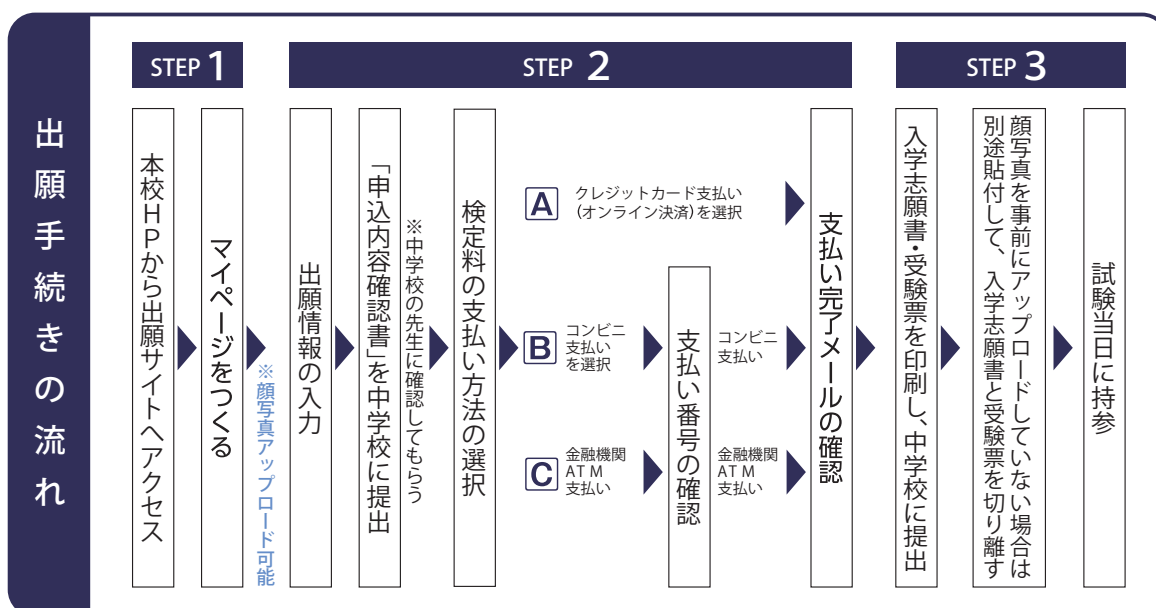 出願手続きの流れ
STEP 1
本校HPから出願サイトへアクセス
マイページをつくる
※顔写真アップロード可能
STEP 2
出願情報の入力
「申込内容確認書」を中学校に提出
※中学校の先生に確認してもらう
検定料の支払い方法の選択
A
クレジットカード支払い
(オンライン決済)を選択
B
コンビニ
支払い
を選択
C
金融機関
ATM
支払い
支払い番号の確認
コンビニ
支払い
金融機関
ATM
支払い
支払い完了メールの確認
STEP 3
入学志願書・受験票を印刷し、中学校に提出
顔写真を事前にアップロードしていない場合は
別途貼付して、入学志願書と受験票を切り離す
試験当日に持参